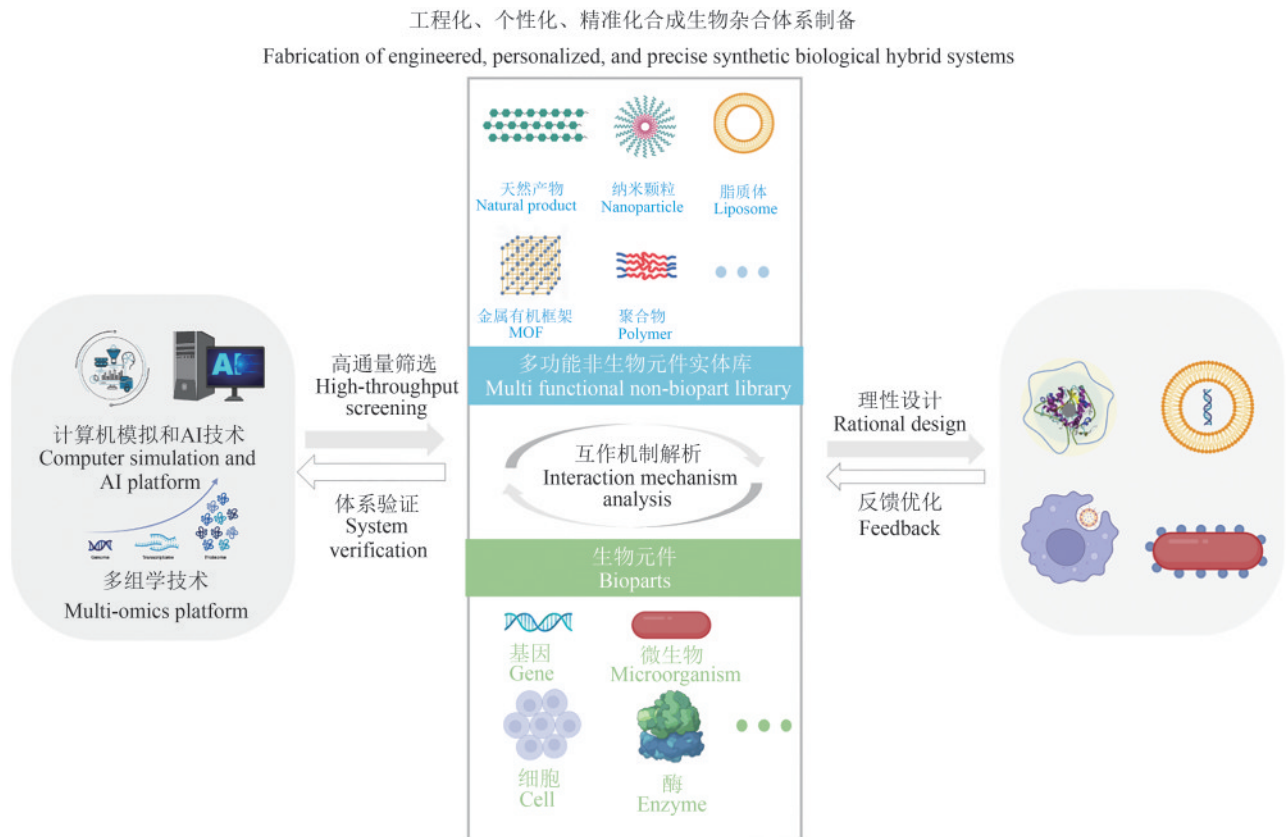 工程化、个性化、精准化合成生物杂合体系制备
Fabrication of engineered, personalized, and precise synthetic biological hybrid systems
天然产物
Natural product
纳米颗粒
Nanoparticle
脂质体
Liposome
金属有机框架
MOF
聚合物
Polymer
多功能非生物元件实体库
Multi functional non-biopart library
AI
计算机模拟和AI技术
Computer simulation and
AI platform
Genome
Transcriptome
Proteome
多组学技术
Multi-omics platform
高通量筛选
High-throughput
screening
体系验证
System
verification
互作机制解析
Interaction mechanism
analysis
理性设计
Rational design
反馈优化
Feedback
生物元件
Bioparts
基因
Gene
微生物
Microorganism
细胞
Cell
酶
Enzyme